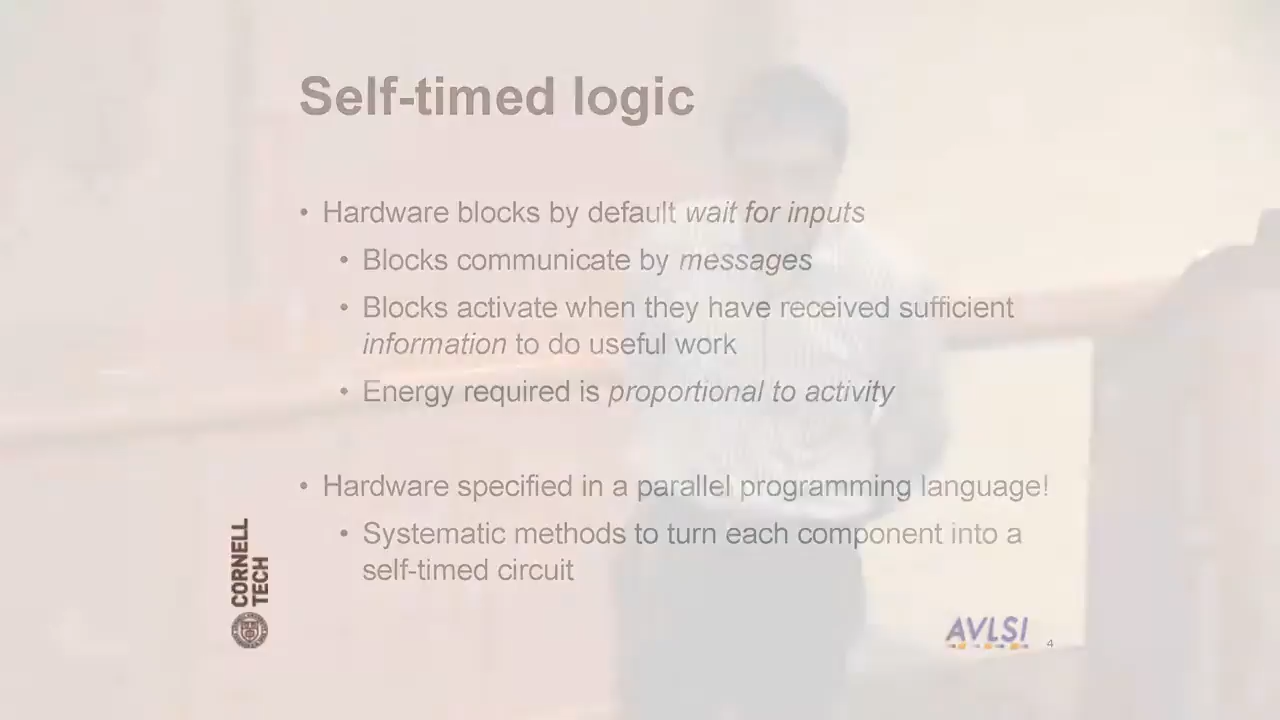 Self-timed logic
• Hardware blocks by default wait for inputs
• Blocks communicate by messages
• Blocks activate when they have received sufficient
information to do useful work
• Energy required is proportional to activity
• Hardware specified in a parallel programming language!
• Systematic methods to turn each component into a
self-timed circuit
CORNELL
TECH
AVLSI
4